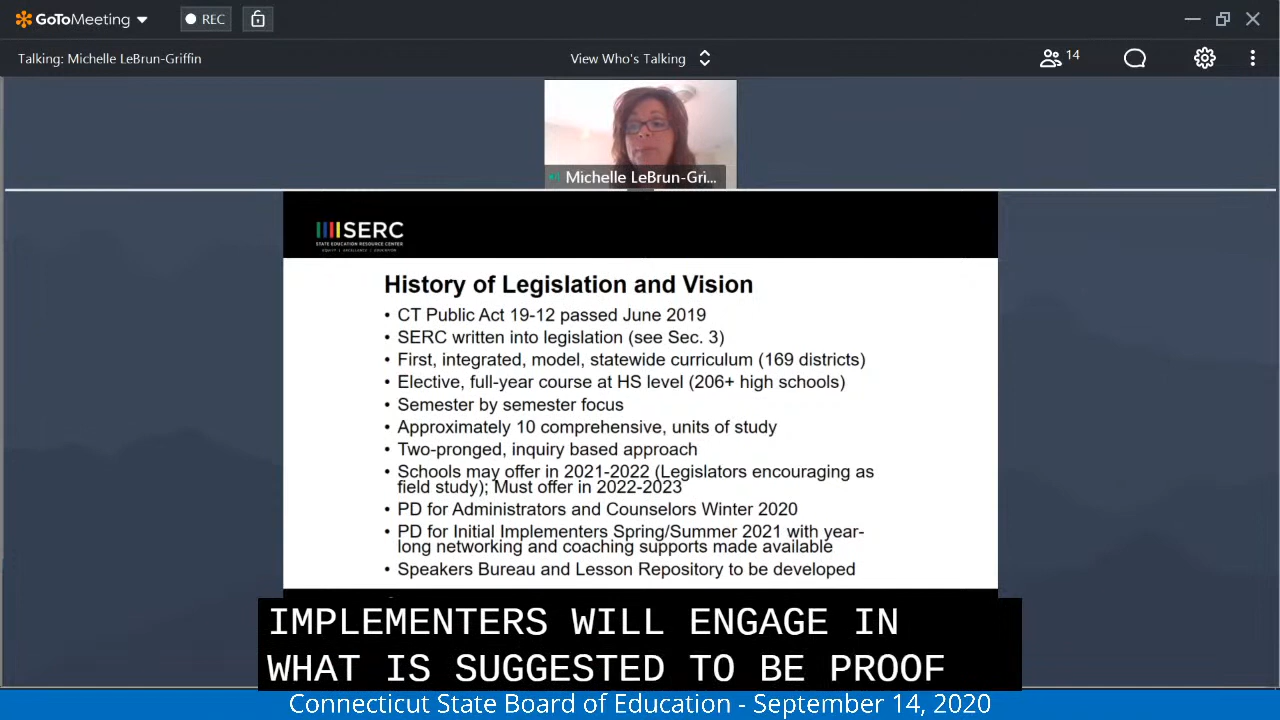 GoToMeeting
REC
Talking: Michelle LeBrun-Griffin
View Who's Talking
14
Michelle LeBrun-Gri...
SERC
STATE EDUCATION RESOURCE CENTER
EQUITY | EXCELLENCE | EDUCATION
History of Legislation and Vision
• CT Public Act 19-12 passed June 2019
• SERC written into legislation (see Sec. 3)
• First, integrated, model, statewide curriculum (169 districts)
• Elective, full-year course at HS level (206+ high schools)
• Semester by semester focus
• Approximately 10 comprehensive, units of study
• Two-pronged, inquiry based approach
• Schools may offer in 2021-2022 (Legislators encouraging as
field study); Must offer in 2022-2023
• PD for Administrators and Counselors Winter 2020
• PD for Initial Implementers Spring/Summer 2021 with year-
long networking and coaching supports made available
• Speakers Bureau and Lesson Repository to be developed
IMPLEMENTERS WILL ENGAGE IN
WHAT IS SUGGESTED TO BE PROOF
Connecticut State Board of Education - September 14, 2020